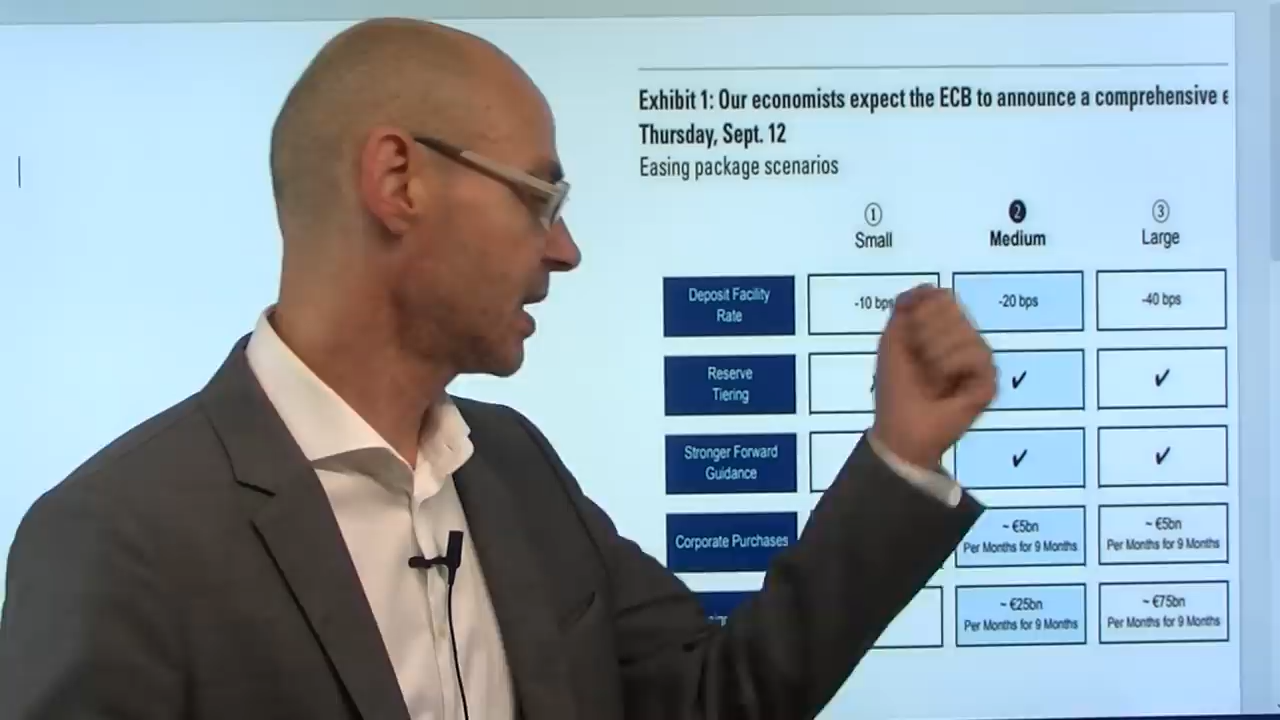 Exhibit 1: Our economists expect the ECB to announce a comprehensive
Thursday, Sept. 12
Easing package scenarios
1 2 3
Small Medium Large
Deposit Facility
Rate
-10 bps -20 bps -40 bps
Reserve
Tiering
✓ ✓
Stronger Forward
Guidance
✓ ✓
Corporate Purchases
~ €5bn ~ €5bn
Per Months for 9 Months Per Months for 9 Months
~ €25bn ~ €75bn
Per Months for 9 Months Per Months for 9 Months